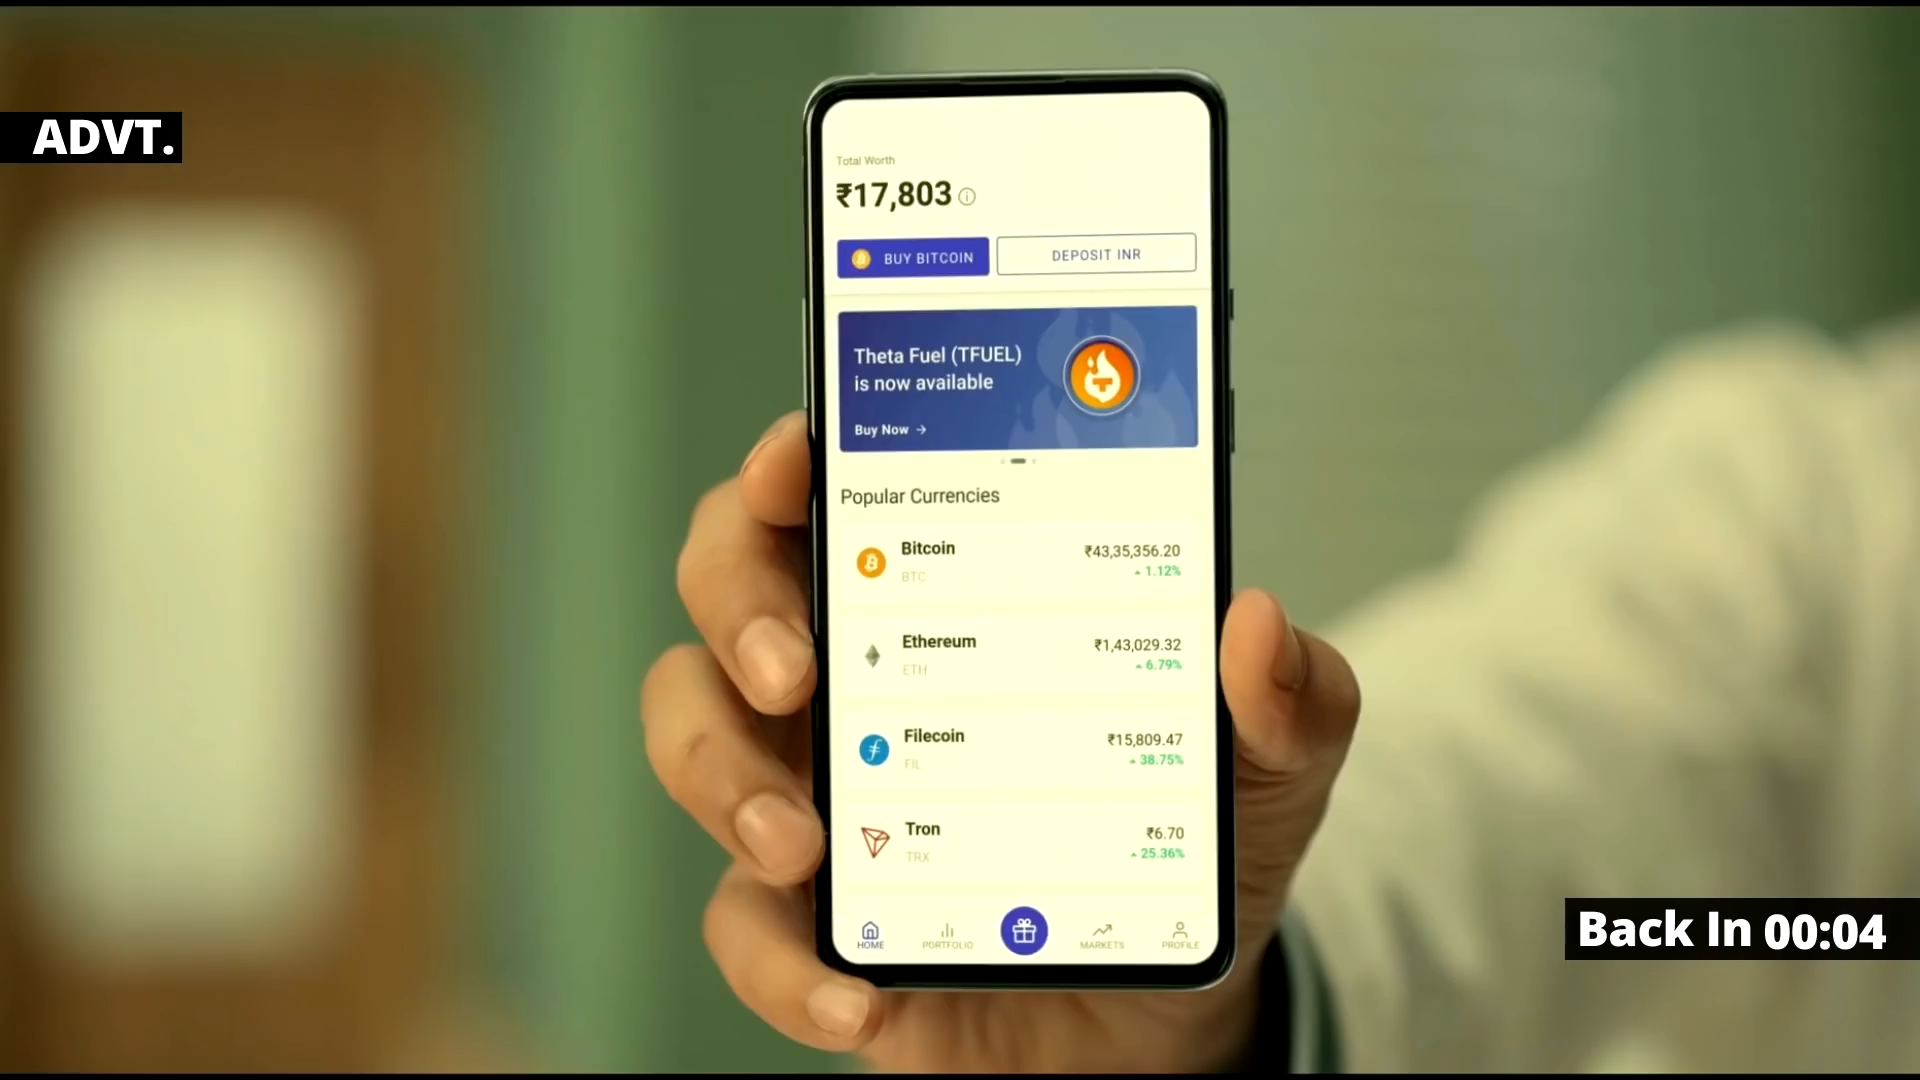 ADVT.
Total Worth
₹17,803
BUY BITCOIN
DEPOSIT INR
Theta Fuel (TFUEL)
is now available
Buy Now →
Popular Currencies
Bitcoin
₹43,35,356.20
BTC
1.12%
Ethereum
₹1,43,029.32
ETH
6.79%
Filecoin
₹15,809.47
FIL
38.75%
Tron
₹6.70
TRX
25.36%
HOME
PORTFOLIO
MARKETS
PROFILE
Back In 00:04